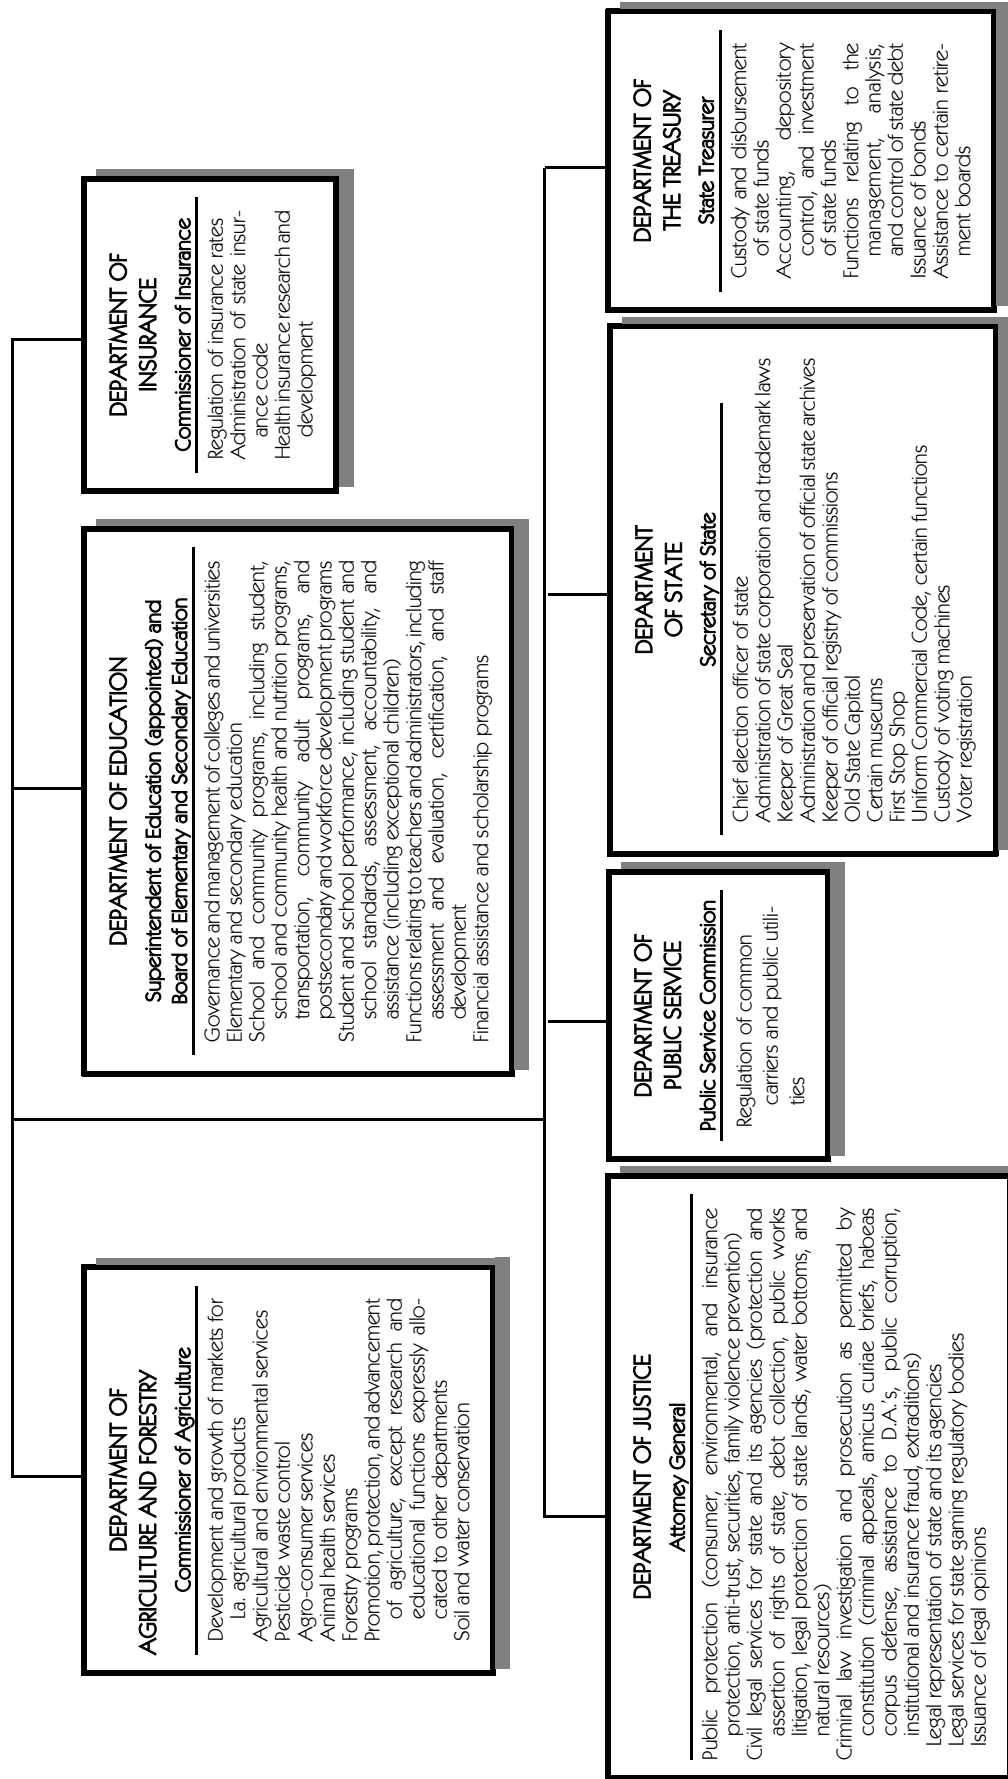 DEPARTMENT OF
AGRICULTURE AND FORESTRY
Commissioner of Agriculture
Development and growth of markets for
La. agricultural products
Agricultural and environmental services
Pesticide waste control
Agro-consumer services
Animal health services
Forestry programs
Promotion, protection, and advancement
of agriculture, except research and
educational functions expressly allo-
cated to other departments
Soil and water conservation
DEPARTMENT OF EDUCATION
Superintendent of Education (appointed) and
Board of Elementary and Secondary Education
Governance and management of colleges and universities
Elementary and secondary education
School and community programs, including student,
school and community health and nutrition programs,
transportation, community adult programs, and
postsecondary and workforce development programs
Student and school performance, including student and
school standards, assessment, accountability, and
assistance (including exceptional children)
Functions relating to teachers and administrators, including
assessment and evaluation, certification, and staff
development
Financial assistance and scholarship programs
DEPARTMENT OF
INSURANCE
Commissioner of Insurance
Regulation of insurance rates
Administration of state insur-
ance code
Health insurance research and
development
DEPARTMENT OF JUSTICE
Attorney General
Public protection (consumer, environmental, and insurance
protection, anti-trust, securities, family violence prevention)
Civil legal services for state and its agencies (protection and
assertion of rights of state, debt collection, public works
litigation, legal protection of state lands, water bottoms, and
natural resources)
Criminal law investigation and prosecution as permitted by
constitution (criminal appeals, amicus curiae briefs, habeas
corpus defense, assistance to D.A.'s, public corruption,
institutional and insurance fraud, extraditions)
Legal representation of state and its agencies
Legal services for state gaming regulatory bodies
Issuance of legal opinions
DEPARTMENT OF
PUBLIC SERVICE
Public Service Commission
Regulation of common
carriers and public utili-
ties
DEPARTMENT
OF STATE
Secretary of State
Chief election officer of state
Administration of state corporation and trademark laws
Keeper of Great Seal
Administration and preservation of official state archives
Keeper of official registry of commissions
Old State Capitol
Certain museums
First Stop Shop
Uniform Commercial Code, certain functions
Custody of voting machines
Voter registration
DEPARTMENT OF
THE TREASURY
State Treasurer
Custody and disbursement
of state funds
Accounting, depository
control, and investment
of state funds
Functions relating to the
management, analysis,
and control of state debt
Issuance of bonds
Assistance to certain retire-
ment boards